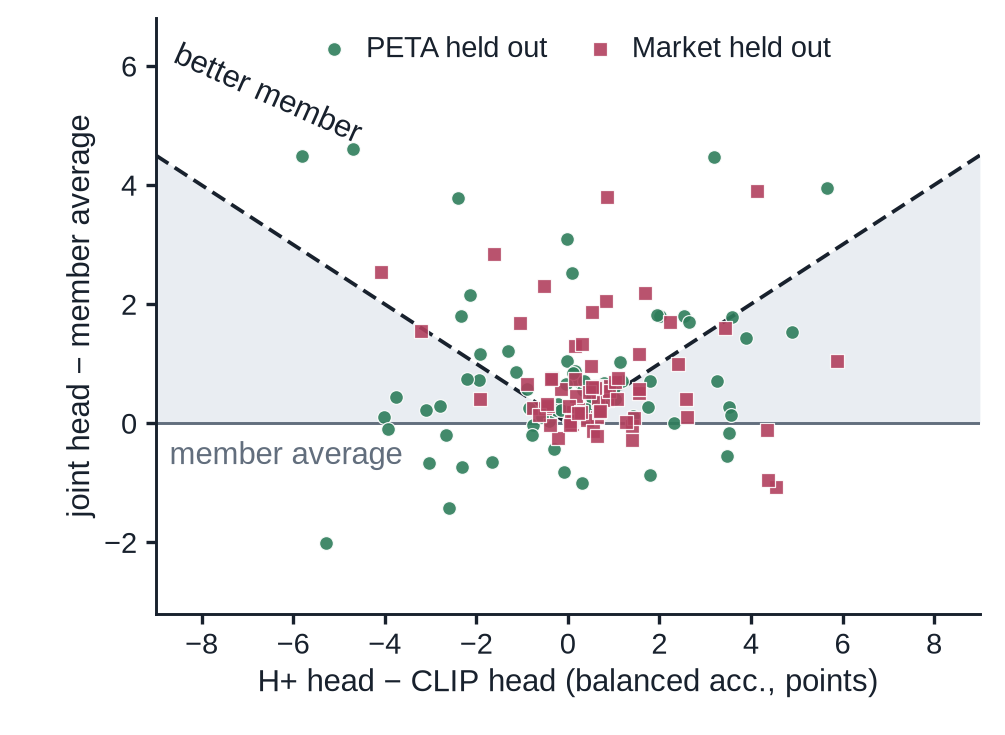 PETA held out
Market held out
better member
member average
joint head − member average
6
4
2
0
−2
−8
−6
−4
−2
0
2
4
6
8
H+ head − CLIP head (balanced acc., points)